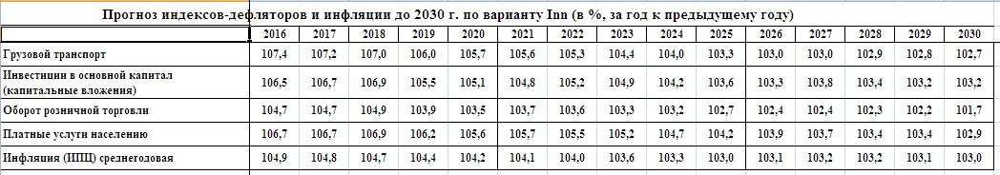 Прогноз индексов-дефляторов и инфляции до 2030 г. по варианту Inn (в %, за год к предыдущему году)
2016 2017 2018 2019 2020 2021 2022 2023 2024 2025 2026 2027 2028 2029 2030
Грузовой транспорт 107,4 107,2 107,0 106,0 105,7 105,6 105,3 104,4 104,0 103,3 103,0 103,0 102,9 102,8 102,7
Инвестиции в основной капитал
(капитальные вложения) 106,5 106,7 106,9 105,5 105,1 104,8 105,2 104,9 104,2 103,6 103,3 103,8 103,4 103,2 103,2
Оборот розничной торговли 104,7 104,7 104,9 103,9 103,5 103,7 103,6 103,3 103,2 102,7 102,4 102,4 102,3 102,2 101,7
Платные услуги населению 106,7 106,7 106,9 106,2 105,6 105,7 105,5 105,2 104,7 104,2 103,9 103,7 103,4 103,4 102,9
Инфляция (ИПЦ) среднегодовая 104,9 104,8 104,7 104,4 104,2 104,1 104,0 103,6 103,3 103,0 103,1 103,2 103,2 103,1 103,0